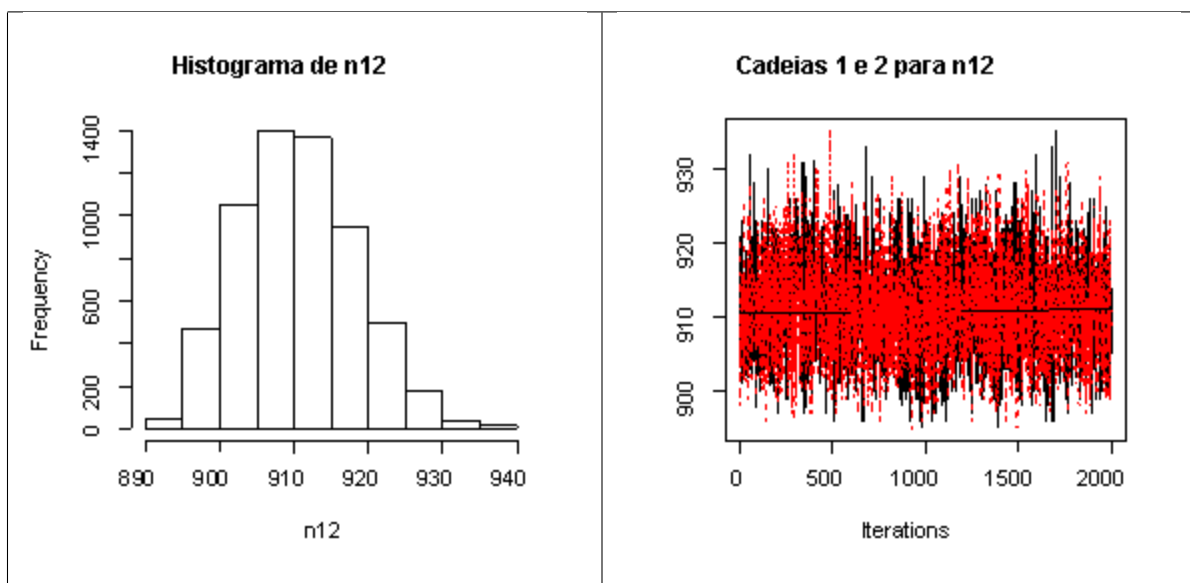 Histograma de n12
1400
1000
600
200
0
Frequency
890 900 910 920 930 940
n12
Cadeias 1 e 2 para n12
930
920
910
900
0 500 1000 1500 2000
Iterations